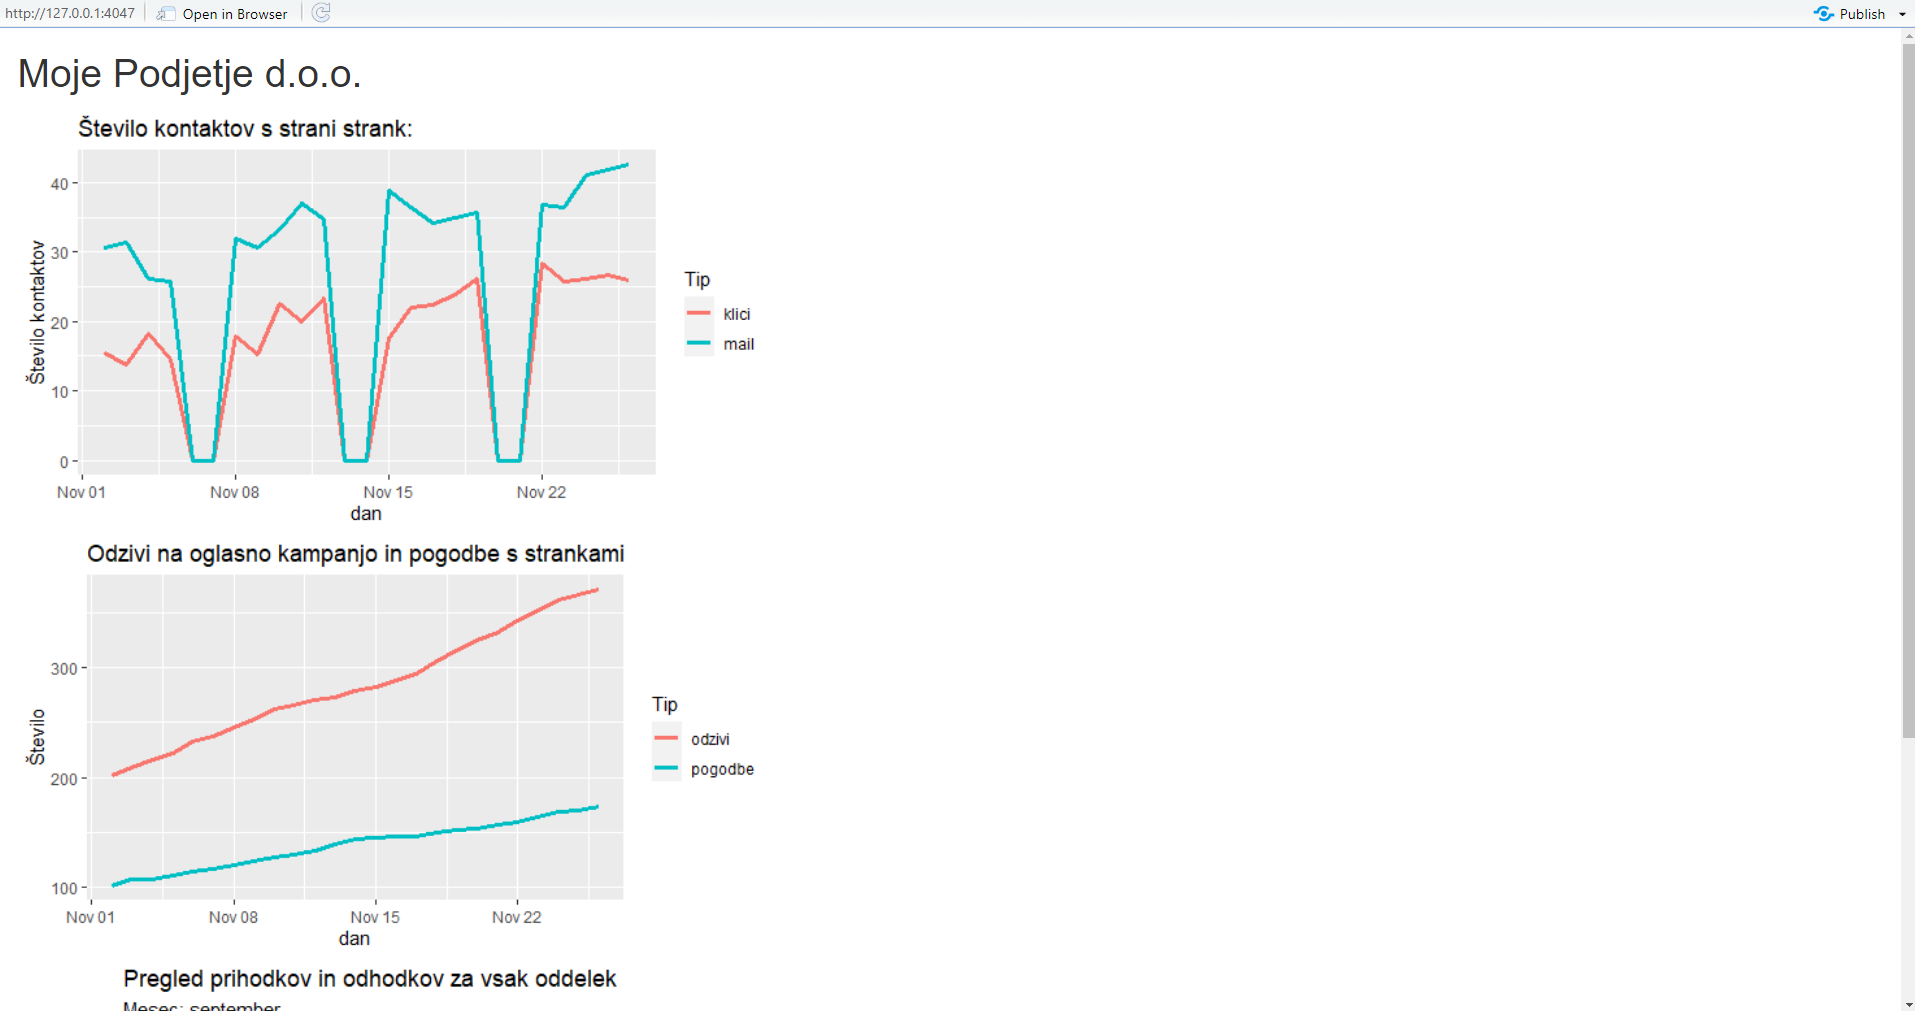 http://127.0.0.1:4047 Open in Browser Publish
Moje Podjetje d.o.o.
Število kontaktov s strani strank:
Število kontaktov
40
30
20
10
0
Nov 01 Nov 08 Nov 15 Nov 22
dan
Tip
klici
mail
Odzivi na oglasno kampanjo in pogodbe s strankami
Število
300
200
100
Nov 01 Nov 08 Nov 15 Nov 22
dan
Tip
odzivi
pogodbe
Pregled prihodkov in odhodkov za vsak oddelek
Mesec: september